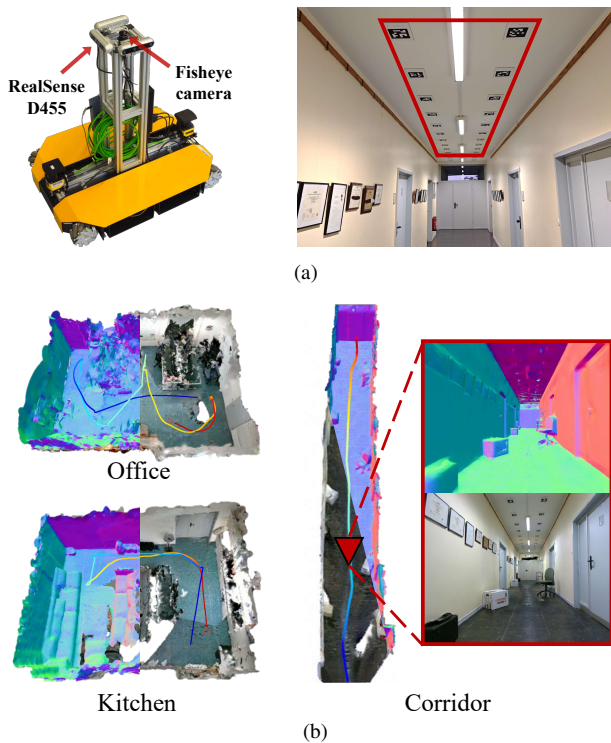 RealSense
D455
Fisheye
camera
(a)
Office
Kitchen
Corridor
(b)